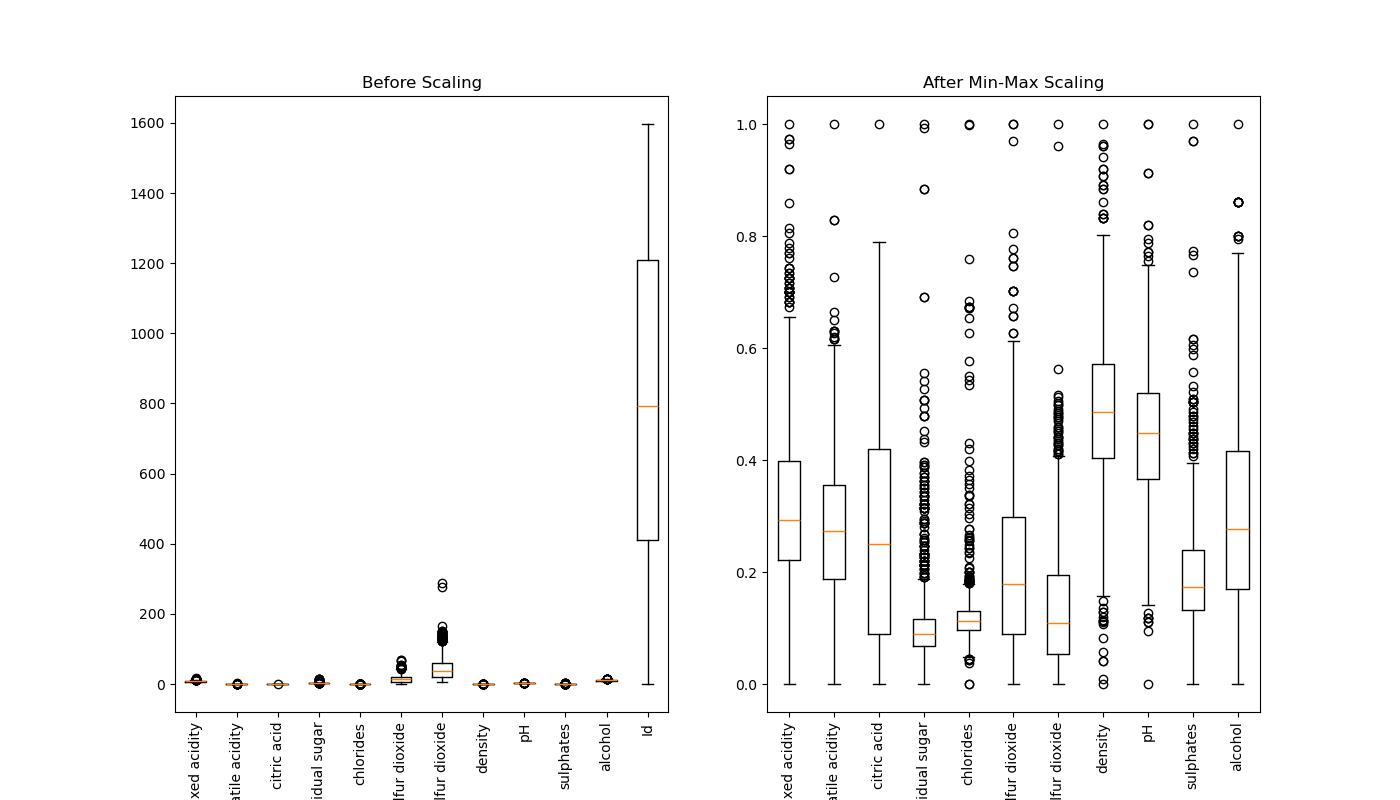 Before Scaling
1600
1400
1200
1000
800
600
400
200
0
xed acidity
atile acidity
citric acid
idual sugar
chlorides
lfur dioxide
lfur dioxide
density
pH
sulphates
alcohol
Id
After Min-Max Scaling
1.0
0.8
0.6
0.4
0.2
0.0
xed acidity
atile acidity
citric acid
idual sugar
chlorides
lfur dioxide
lfur dioxide
density
pH
sulphates
alcohol